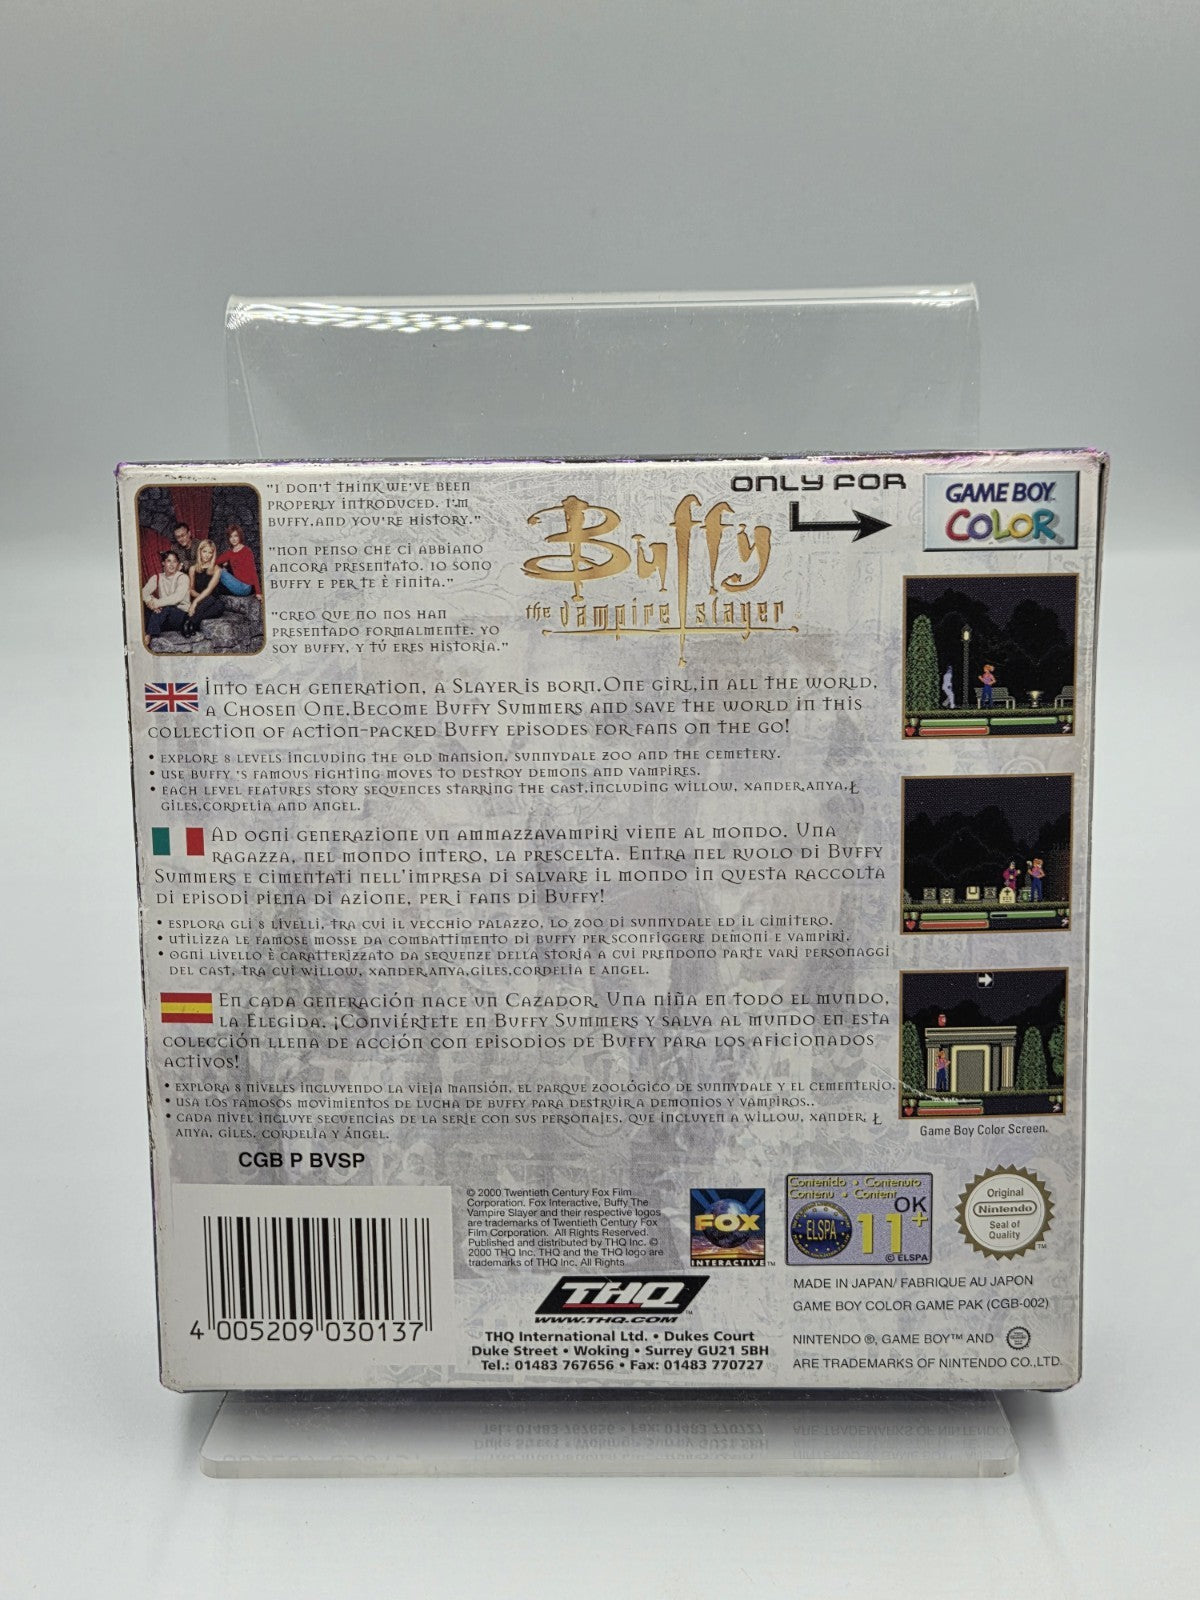 "I DON'T THINK WE'VE BEEN
PROPERLY INTRODUCED. I'M
BUFFY, AND YOU'RE HISTORY."
"NON PENSO CHE CI ABBIANO
ANCORA PRESENTATO. IO SONO
BUFFY E PER TE È FINITA."
"CREO QUE NO NOS HAN
PRESENTADO FORMALMENTE. YO
SOY BUFFY, Y TÚ ERES HISTORIA."
Buffy
the vampire slayer
ONLY FOR
GAME BOY
COLOR
INTO EACH GENERATION, A SLAYER IS BORN. ONE GIRL, IN ALL THE WORLD,
A CHOSEN ONE. BECOME BUFFY SUMMERS AND SAVE THE WORLD IN THIS
COLLECTION OF ACTION-PACKED BUFFY EPISODES FOR FANS ON THE GO!
• EXPLORE 8 LEVELS INCLUDING THE OLD MANSION, SUNNYDALE ZOO AND THE CEMETERY.
• USE BUFFY 'S FAMOUS FIGHTING MOVES TO DESTROY DEMONS AND VAMPIRES.
• EACH LEVEL FEATURES STORY SEQUENCES STARRING THE CAST, INCLUDING WILLOW, XANDER, ANYA, Ł
GILES, CORDELIA AND ANGEL.
AD OGNI GENERAZIONE UN AMMAZZAVAMPIRI VIENE AL MONDO. UNA
RAGAZZA, NEL MONDO INTERO, LA PRESCELTA. ENTRA NEL RUOLO DI BUFFY
SUMMERS E CIMENTATI NELL'IMPRESA DI SALVARE IL MONDO IN QUESTA RACCOLTA
DI EPISODI PIENA DI AZIONE, PER I FANS DI BUFFY!
• ESPLORA GLI 8 LIVELLI, TRA CUI IL VECCHIO PALAZZO, LO ZOO DI SUNNYDALE ED IL CIMITERO.
• UTILIZZA LE FAMOSE MOSSE DA COMBATTIMENTO DI BUFFY PER SCONFIGGERE DEMONI E VAMPIRI.
• OGNI LIVELLO È CARATTERIZZATO DA SEQUENZE DELLA STORIA A CUI PRENDONO PARTE VARI PERSONAGGI
DEL CAST, TRA CUI WILLOW, XANDER, ANYA, GILES, CORDELIA E ANGEL.
EN CADA GENERACIÓN NACE UN CAZADOR. UNA NIÑA EN TODO EL MUNDO,
LA ELEGIDA. ¡CONVIÉRTETE EN BUFFY SUMMERS Y SALVA AL MUNDO EN ESTA
COLECCIÓN LLENA DE ACCIÓN CON EPISODIOS DE BUFFY PARA LOS AFICIONADOS
ACTIVOS!
• EXPLORA 8 NIVELES INCLUYENDO LA VIEJA MANSIÓN, EL PARQUE ZOOLÓGICO DE SUNNYDALE Y EL CEMENTERIO.
• USA LOS FAMOSOS MOVIMIENTOS DE LUCHA DE BUFFY PARA DESTRUIR A DEMONIOS Y VAMPIROS..
• CADA NIVEL INCLUYE SECUENCIAS DE LA SERIE CON SUS PERSONAJES, QUE INCLUYEN A WILLOW, XANDER, Ł
ANYA, GILES, CORDELIA Y ÁNGEL.
Game Boy Color Screen.
CGB P BVSP
4 005209 030137
© 2000 Twentieth Century Fox Film
Corporation. Fox Interactive, Buffy The
Vampire Slayer and their respective logos
are trademarks of Twentieth Century Fox
Film Corporation. All Rights Reserved.
Published and distributed by THQ Inc. ©
2000 THQ Inc. THQ and the THQ logo are
trademarks of THQ Inc. All Rights
FOX
INTERACTIVE™
Contenido • Contenuto
Contenu • Content
OK
ELSPA
11+
© ELSPA
Original
Nintendo
Seal of
Quality
TM
THQ™
WWW.THQ.COM
THQ International Ltd. • Dukes Court
Duke Street • Woking • Surrey GU21 5BH
Tel.: 01483 767656 • Fax: 01483 770727
MADE IN JAPAN/ FABRIQUE AU JAPON
GAME BOY COLOR GAME PAK (CGB-002)
NINTENDO ®, GAME BOY™ AND
ARE TRADEMARKS OF NINTENDO CO., LTD.